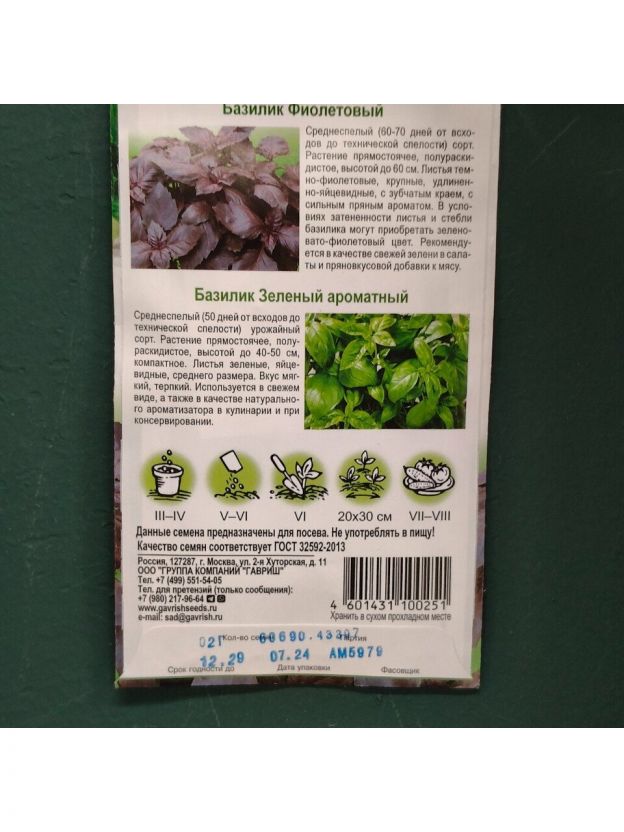 Базилик Фиолетовый
Среднеспелый (60-70 дней от всхо-
дов до технической спелости) сорт.
Растение прямостоячее, полураски-
дистое, высотой до 60 см. Листья тем-
но-фиолетовые, крупные, удлинен-
но-яйцевидные, с зубчатым краем, с
сильным пряным ароматом. В усло-
виях затененности листья и стебли
базилика могут приобретать зелено-
вато-фиолетовый цвет. Рекоменду-
ется в качестве свежей зелени в сала-
ты и пряновкусовой добавки к мясу.
Базилик Зеленый ароматный
Среднеспелый (50 дней от всходов до
технической спелости) урожайный
сорт. Растение прямостоячее, полу-
раскидистое, высотой до 40-50 см,
компактное. Листья зеленые, яйце-
видные, среднего размера. Вкус мяг-
кий, терпкий. Используется в свежем
виде, а также в качестве натурально-
го ароматизатора в кулинарии и при
консервировании.
III–IV V–VI VI 20х30 см VII–VIII
Данные семена предназначены для посева. Не употреблять в пищу!
Качество семян соответствует ГОСТ 32592-2013
Россия, 127287, г. Москва, ул. 2-я Хуторская, д. 11
ООО "ГРУППА КОМПАНИЙ "ГАВРИШ"
Тел. +7 (499) 551-54-05
Тел. для претензий (только сообщения):
+7 (980) 217-96-64
www.gavrishseeds.ru
e-mail: sad@gavrish.ru
4 601431 100251
Хранить в сухом прохладном месте
Кол-во Партия
12.29 07.24 АМ5979
Срок годности до Дата упаковки Фасовщик